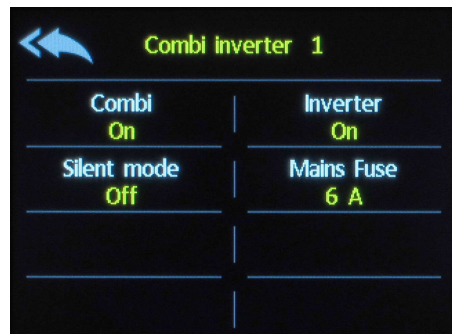 Combi inverter 1
Combi
On
Inverter
On
Silent mode
Off
Mains Fuse
6 A